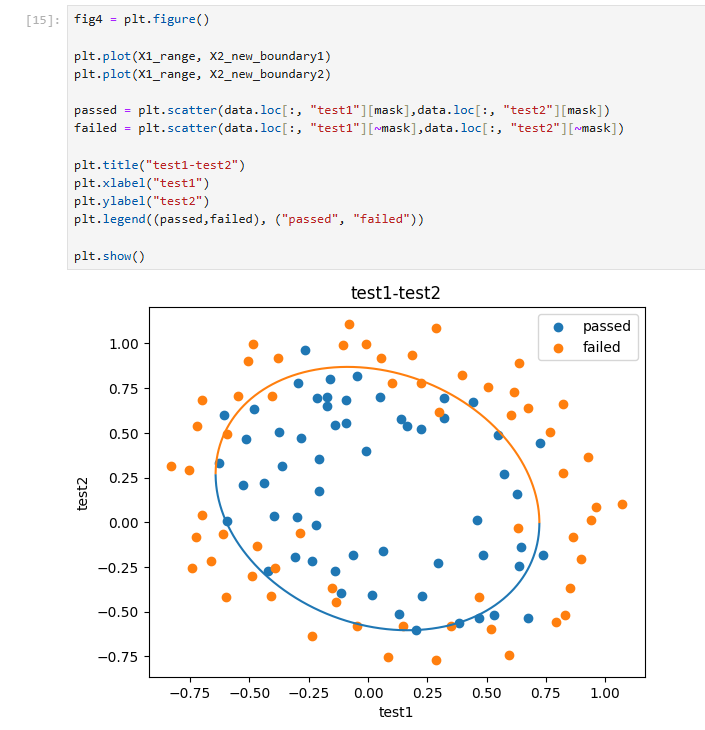 [15]: fig4 = plt.figure()
plt.plot(X1_range, X2_new_boundary1)
plt.plot(X1_range, X2_new_boundary2)
passed = plt.scatter(data.loc[:, "test1"][mask],data.loc[:, "test2"][mask])
failed = plt.scatter(data.loc[:, "test1"][~mask],data.loc[:, "test2"][~mask])
plt.title("test1-test2")
plt.xlabel("test1")
plt.ylabel("test2")
plt.legend((passed,failed), ("passed", "failed"))
plt.show()
test1-test2
passed
failed
1.00
0.75
0.50
0.25
0.00
−0.25
−0.50
−0.75
test2
−0.75 −0.50 −0.25 0.00 0.25 0.50 0.75 1.00
test1